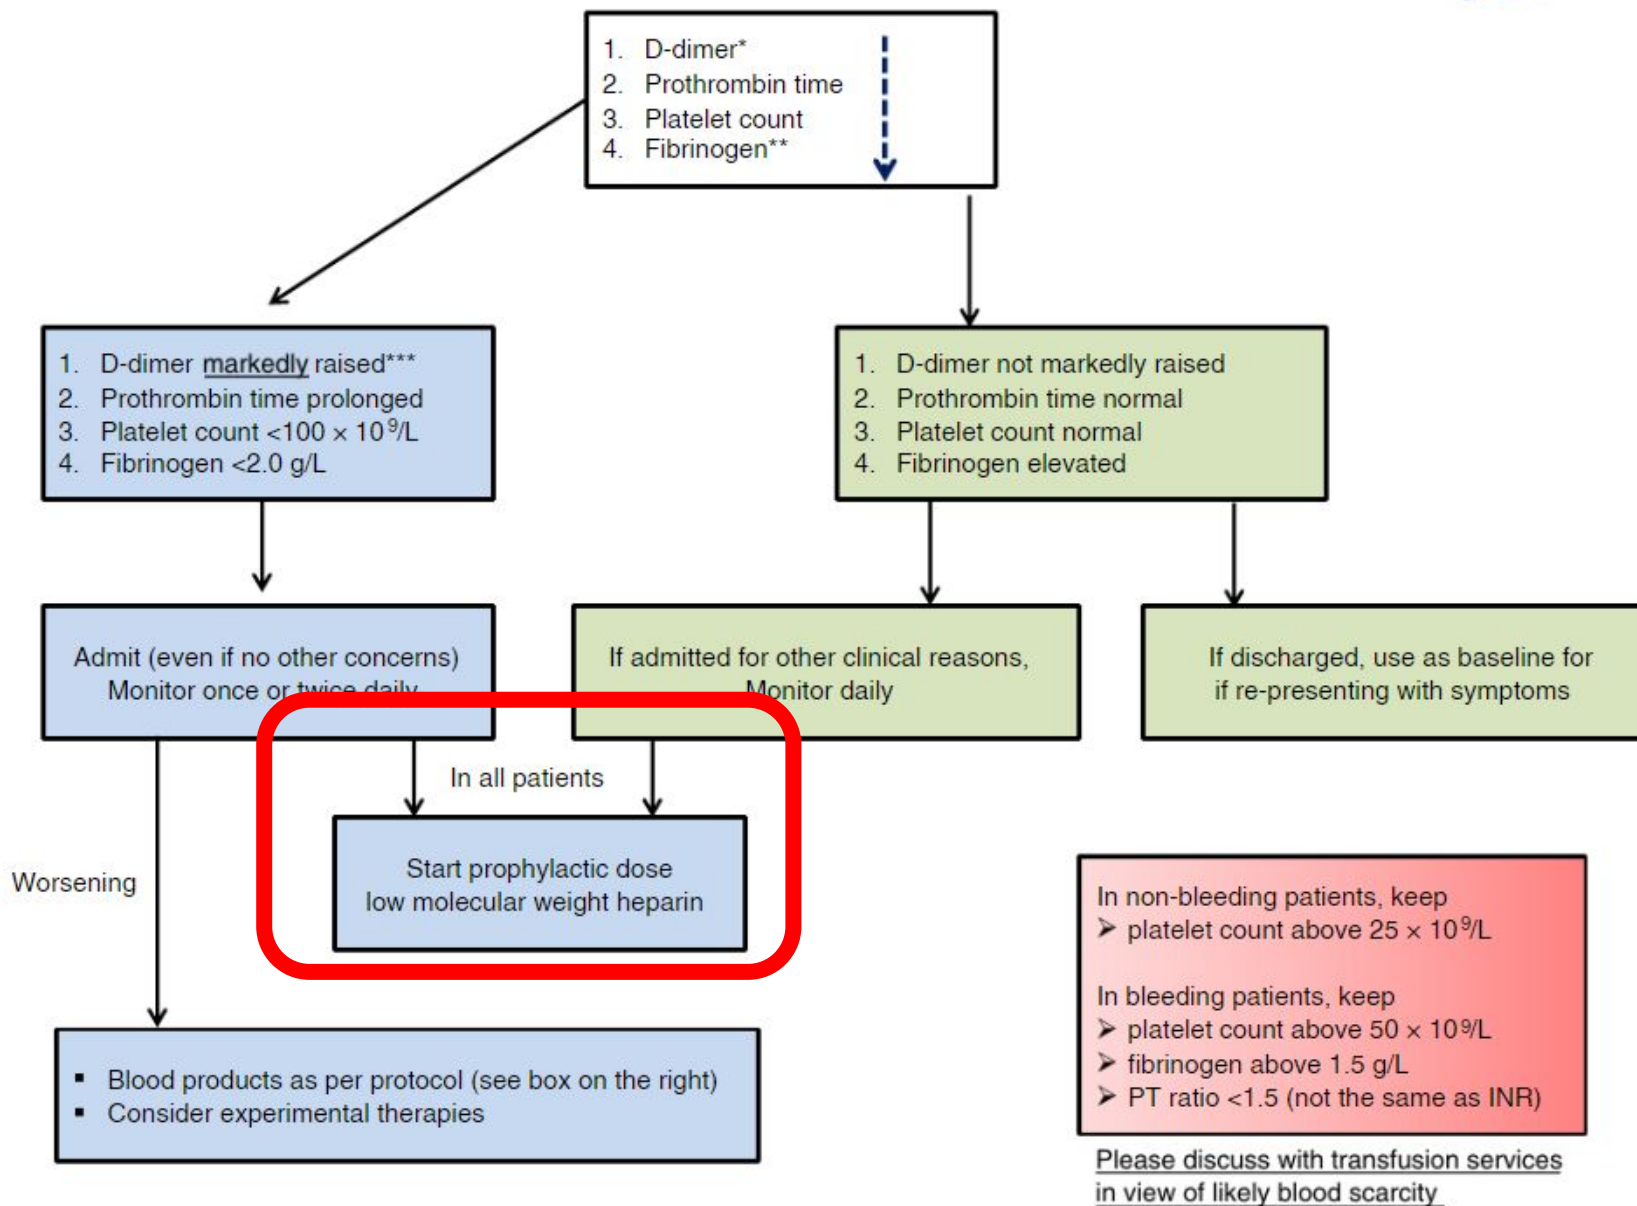 1. D-dimer*
2. Prothrombin time
3. Platelet count
4. Fibrinogen**
1. D-dimer markedly raised***
2. Prothrombin time prolonged
3. Platelet count <100 × 10⁹/L
4. Fibrinogen <2.0 g/L
1. D-dimer not markedly raised
2. Prothrombin time normal
3. Platelet count normal
4. Fibrinogen elevated
Admit (even if no other concerns)
Monitor once or twice daily
If admitted for other clinical reasons,
Monitor daily
If discharged, use as baseline for
if re-presenting with symptoms
In all patients
Start prophylactic dose
low molecular weight heparin
Worsening
▪ Blood products as per protocol (see box on the right)
▪ Consider experimental therapies
In non-bleeding patients, keep
➢ platelet count above 25 × 10⁹/L
In bleeding patients, keep
➢ platelet count above 50 × 10⁹/L
➢ fibrinogen above 1.5 g/L
➢ PT ratio <1.5 (not the same as INR)
Please discuss with transfusion services
in view of likely blood scarcity